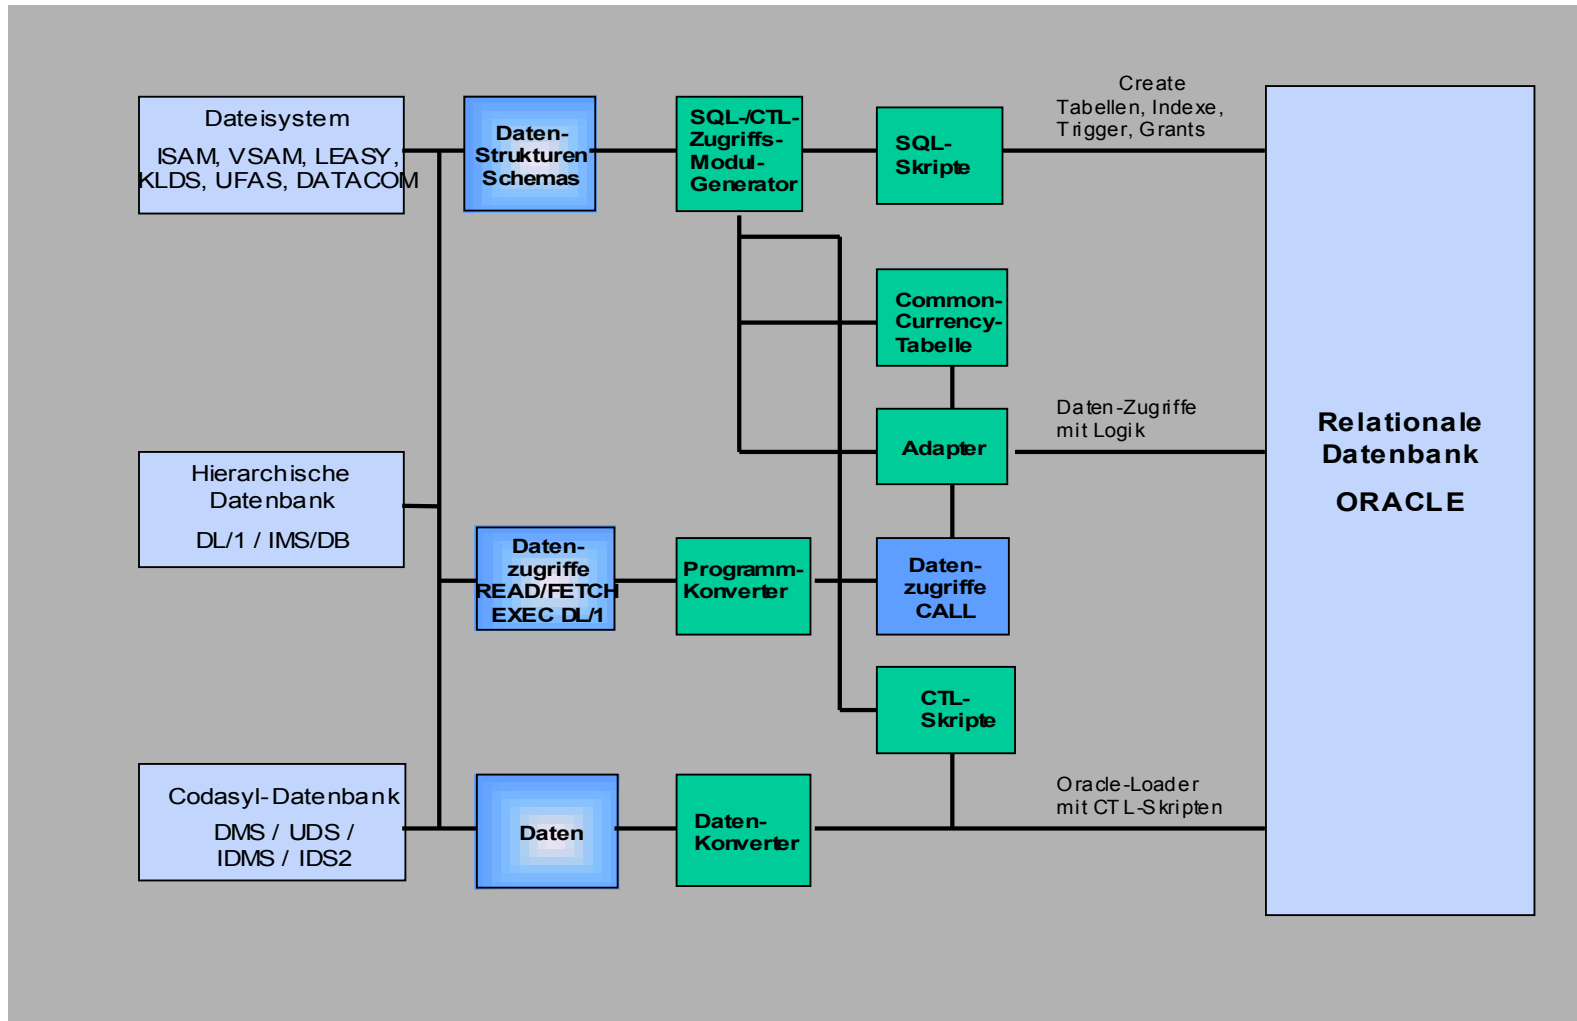 Dateisystem
ISAM, VSAM, LEASY,
KLDS, UFAS, DATACOM
Daten-
Strukturen
Schemas
SQL-/CTL-
Zugriffs-
Modul-
Generator
SQL-
Skripte
Create
Tabellen, Indexe,
Trigger, Grants
Common-
Currency-
Tabelle
Adapter
Daten-Zugriffe
mit Logik
Relationale
Datenbank
ORACLE
Hierarchische
Datenbank
DL/1 / IMS/DB
Daten-
zugriffe
READ/FETCH
EXEC DL/1
Programm-
Konverter
Daten-
zugriffe
CALL
CTL-
Skripte
Codasyl-Datenbank
DMS / UDS /
IDMS / IDS2
Daten
Daten-
Konverter
Oracle-Loader
mit CTL-Skripten